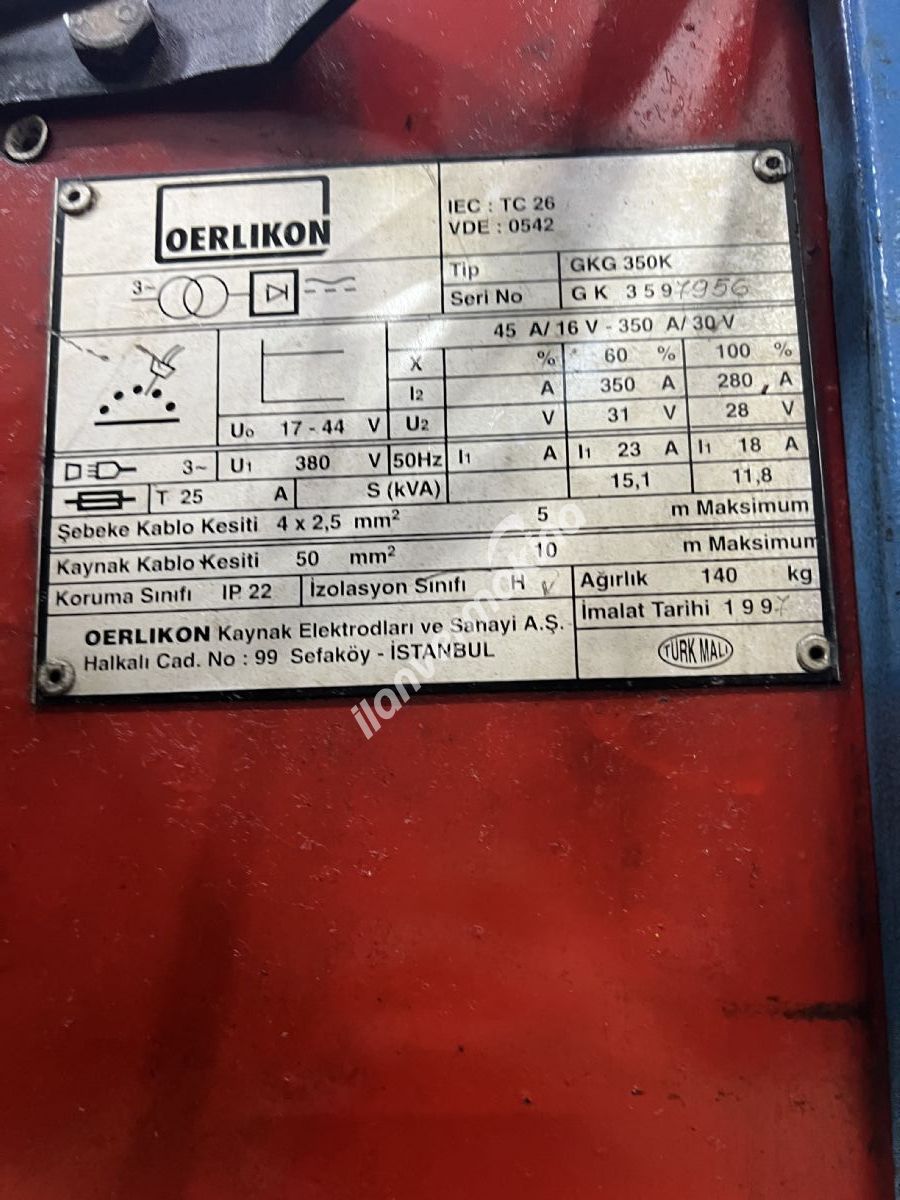 OERLIKON
IEC : TC 26
VDE : 0542
Tip GKG 350K
3~
Seri No GK 3597956
45 A/ 16 V - 350 A/ 30 V
X % 60 % 100 %
I2 A 350 A 280 A
U0 17 - 44 V U2 V 31 V 28 V
3~ U1 380 V 50Hz I1 A I1 23 A I1 18 A
T 25 A S (kVA) 15,1 11,8
Şebeke Kablo Kesiti 4 x 2,5 mm² 5 m Maksimum
Kaynak Kablo Kesiti 50 mm² 10 m Maksimum
Koruma Sınıfı IP 22 İzolasyon Sınıfı H Ağırlık 140 kg
İmalat Tarihi 1997
OERLIKON Kaynak Elektrodları ve Sanayi A.Ş.
Halkalı Cad. No : 99 Sefaköy - İSTANBUL
TÜRK MALI